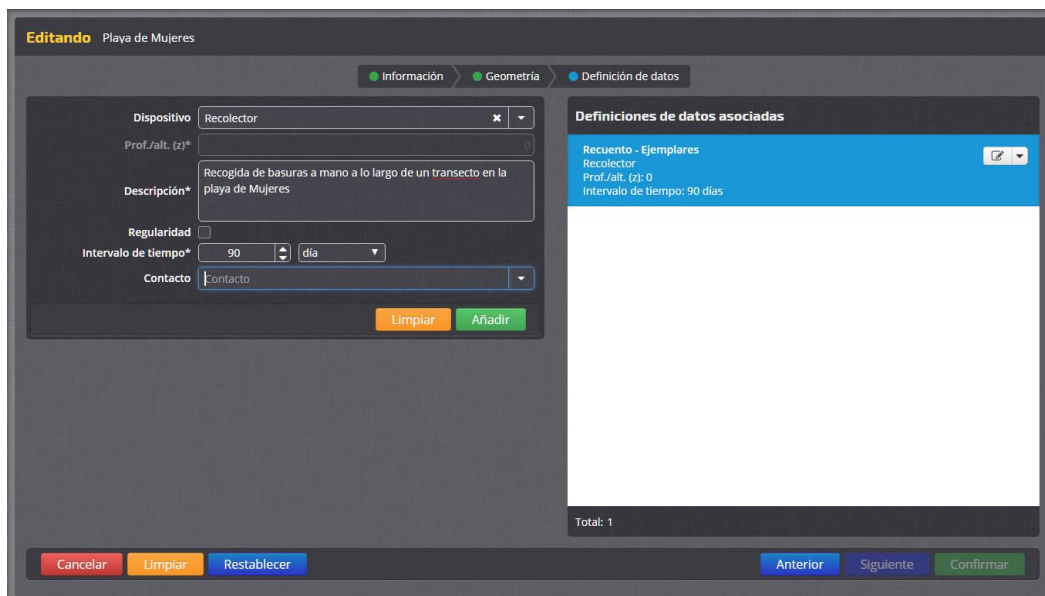 Editando Playa de Mujeres
Información Geometría Definición de datos
Dispositivo Recolector
Prof./alt. (z)* 0
Descripción* Recogida de basuras a mano a lo largo de un transecto en la
playa de Mujeres
Regularidad
Intervalo de tiempo* 90 día
Contacto Contacto
Limpiar Añadir
Definiciones de datos asociadas
Recuento - Ejemplares
Recolector
Prof./alt. (z): 0
Intervalo de tiempo: 90 días
Total: 1
Cancelar Limpiar Restablecer Anterior Siguiente Confirmar